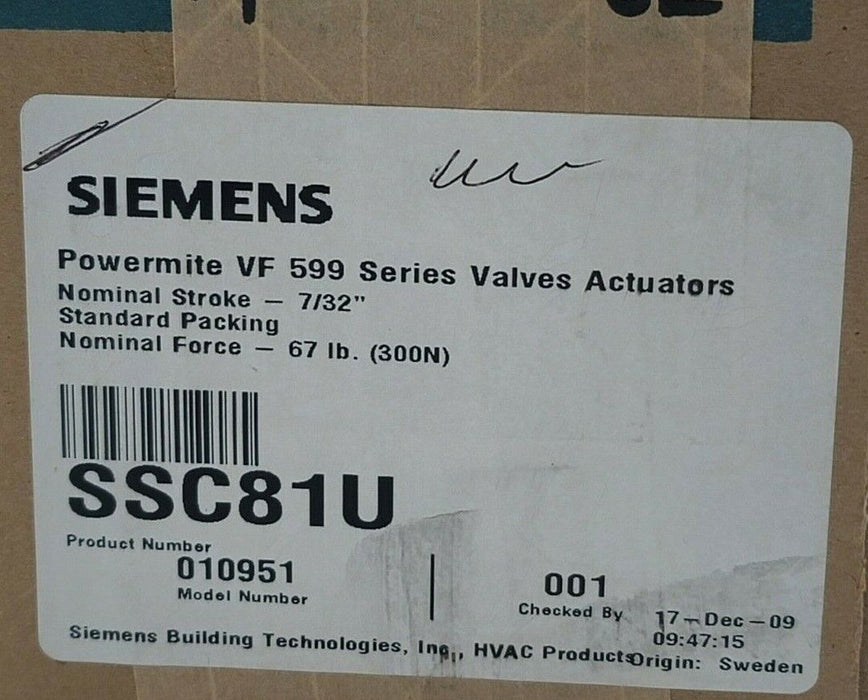 SIEMENS
Powermite VF 599 Series Valves Actuators
Nominal Stroke – 7/32"
Standard Packing
Nominal Force – 67 lb. (300N)
SSC81U
Product Number
010951
Model Number
001
Checked By
17-Dec-09
09:47:15
Siemens Building Technologies, Inc., HVAC Products
Origin: Sweden